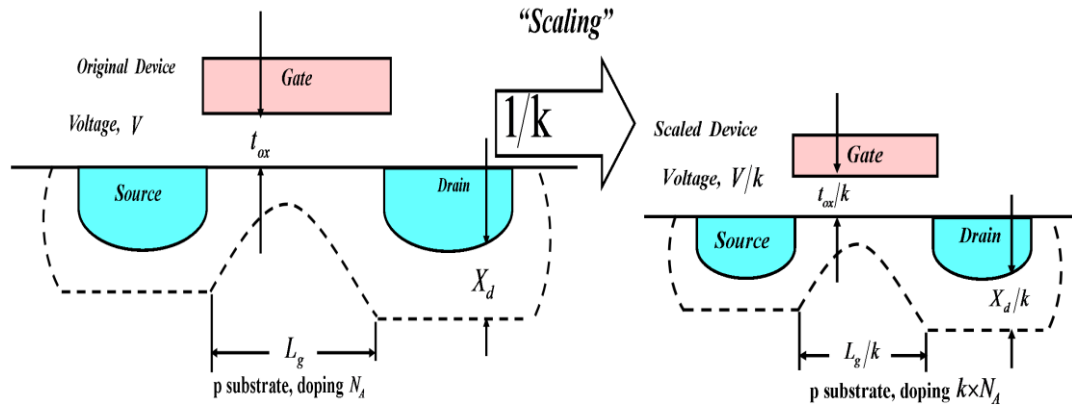 “Scaling”
1/k
Original Device
Voltage, V
Gate
t_ox
Source
Drain
X_d
L_g
p substrate, doping N_A
Scaled Device
Voltage, V/k
Gate
t_ox/k
Source
Drain
X_d/k
L_g/k
p substrate, doping k×N_A